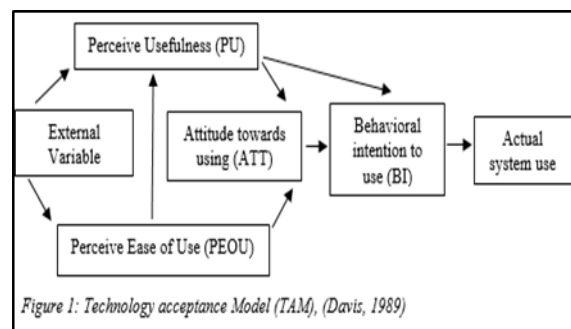 Perceive Usefulness (PU)
External
Variable
Attitude towards
using (ATT)
Behavioral
intention to
use (BI)
Actual
system use
Perceive Ease of Use (PEOU)
Figure 1: Technology acceptance Model (TAM), (Davis, 1989)